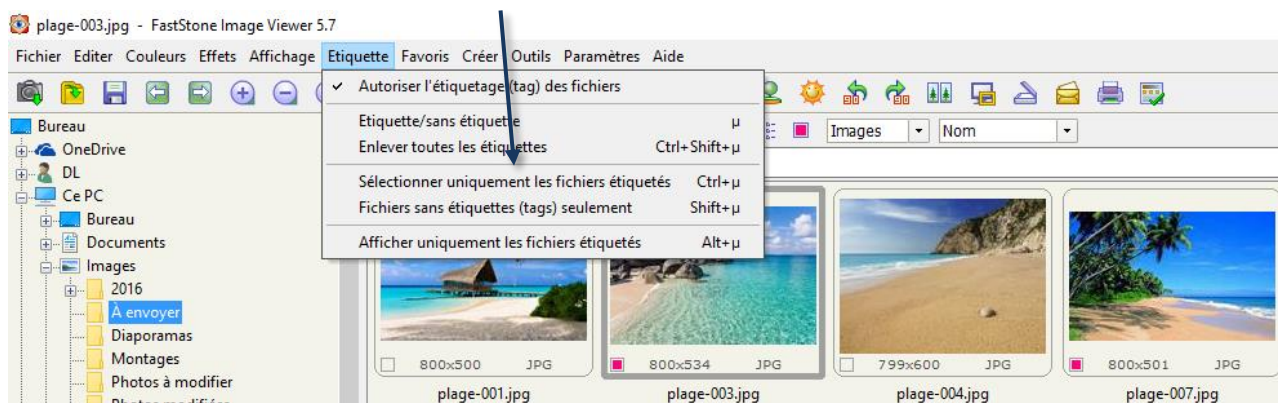 plage-003.jpg - FastStone Image Viewer 5.7
Fichier Editer Couleurs Effets Affichage Etiquette Favoris Créer Outils Paramètres Aide
Autoriser l'étiquetage (tag) des fichiers
Etiquette/sans étiquette µ
Enlever toutes les étiquettes Ctrl+Shift+µ
Sélectionner uniquement les fichiers étiquetés Ctrl+µ
Fichiers sans étiquettes (tags) seulement Shift+µ
Afficher uniquement les fichiers étiquetés Alt+µ
Images Nom
Bureau
OneDrive
DL
Ce PC
Bureau
Documents
Images
2016
À envoyer
Diaporamas
Montages
Photos à modifier
Photos modifiées
800x500 JPG
plage-001.jpg
800x534 JPG
plage-003.jpg
799x600 JPG
plage-004.jpg
800x501 JPG
plage-007.jpg